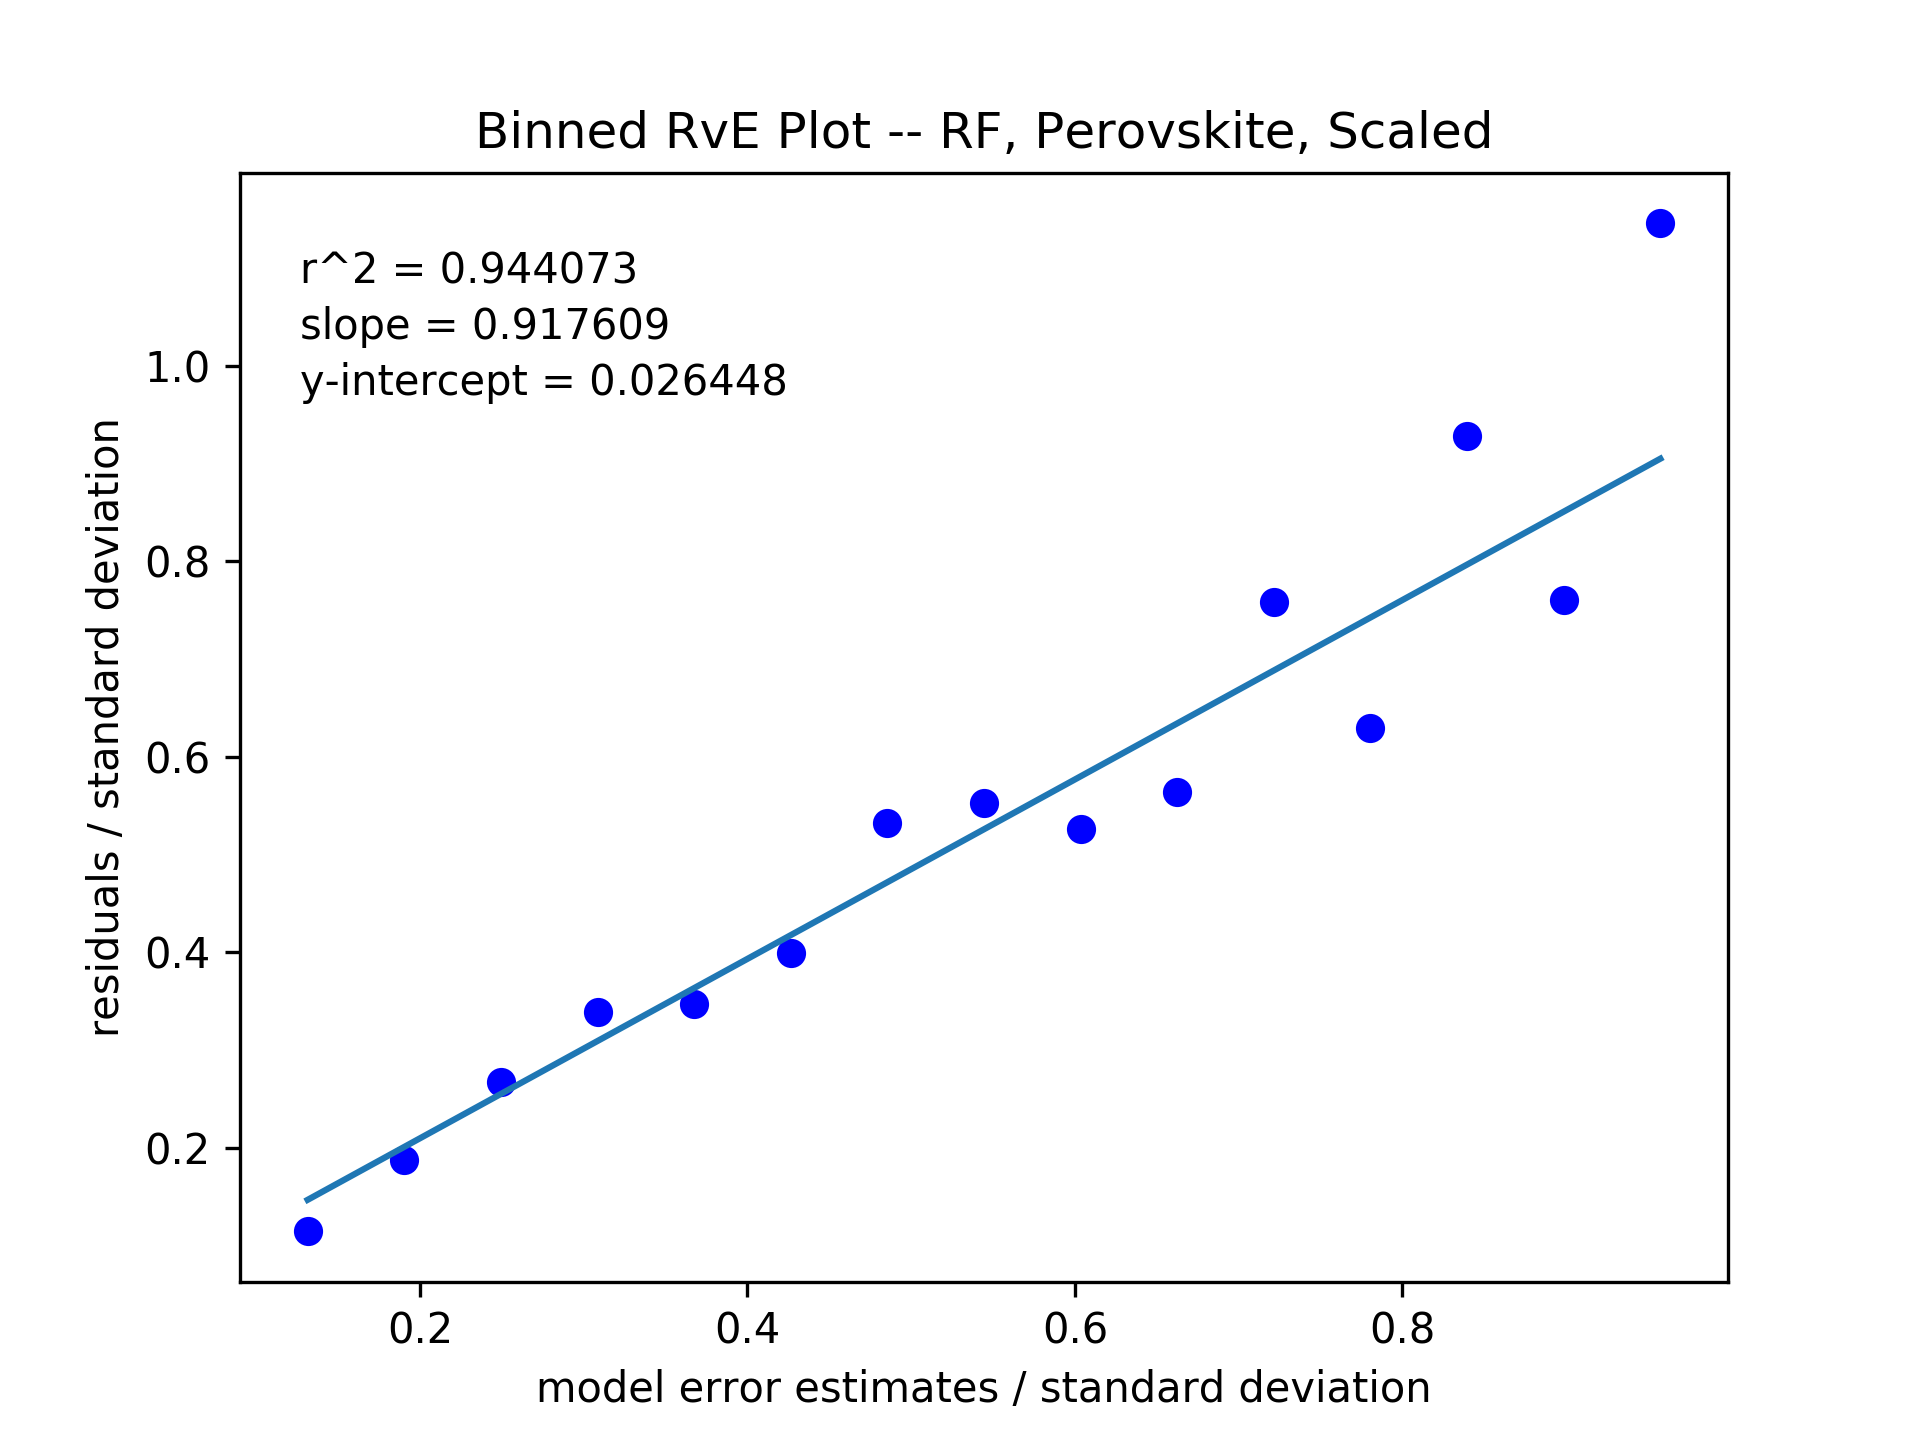 Binned RvE Plot -- RF, Perovskite, Scaled
r^2 = 0.944073
slope = 0.917609
y-intercept = 0.026448
residuals / standard deviation
1.0
0.8
0.6
0.4
0.2
0.2 0.4 0.6 0.8
model error estimates / standard deviation